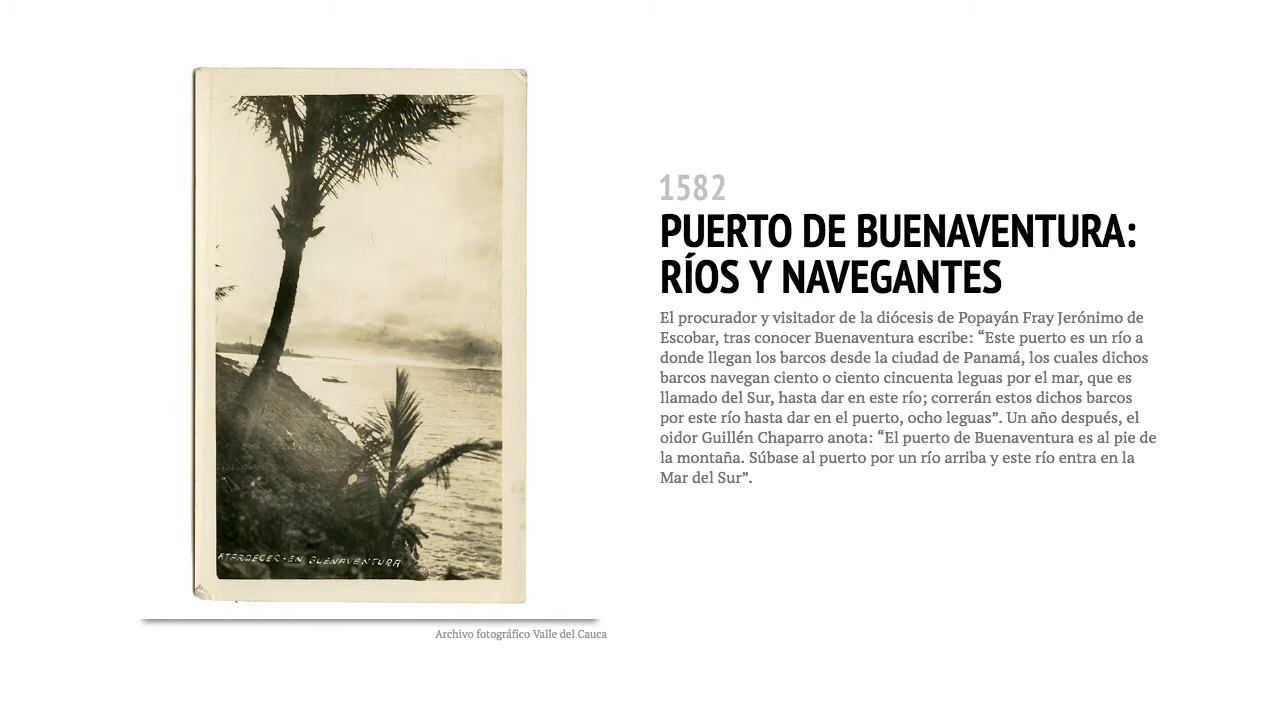 ATARDECER-EN BUENAVENTURA
Archivo fotográfico Valle del Cauca
1582
PUERTO DE BUENAVENTURA:
RÍOS Y NAVEGANTES
El procurador y visitador de la diócesis de Popayán Fray Jerónimo de
Escobar, tras conocer Buenaventura escribe: “Este puerto es un río a
donde llegan los barcos desde la ciudad de Panamá, los cuales dichos
barcos navegan ciento o ciento cincuenta leguas por el mar, que es
llamado del Sur, hasta dar en este río; correrán estos dichos barcos
por este río hasta dar en el puerto, ocho leguas”. Un año después, el
oidor Guillén Chaparro anota: “El puerto de Buenaventura es al pie de
la montaña. Súbase al puerto por un río arriba y este río entra en la
Mar del Sur”.